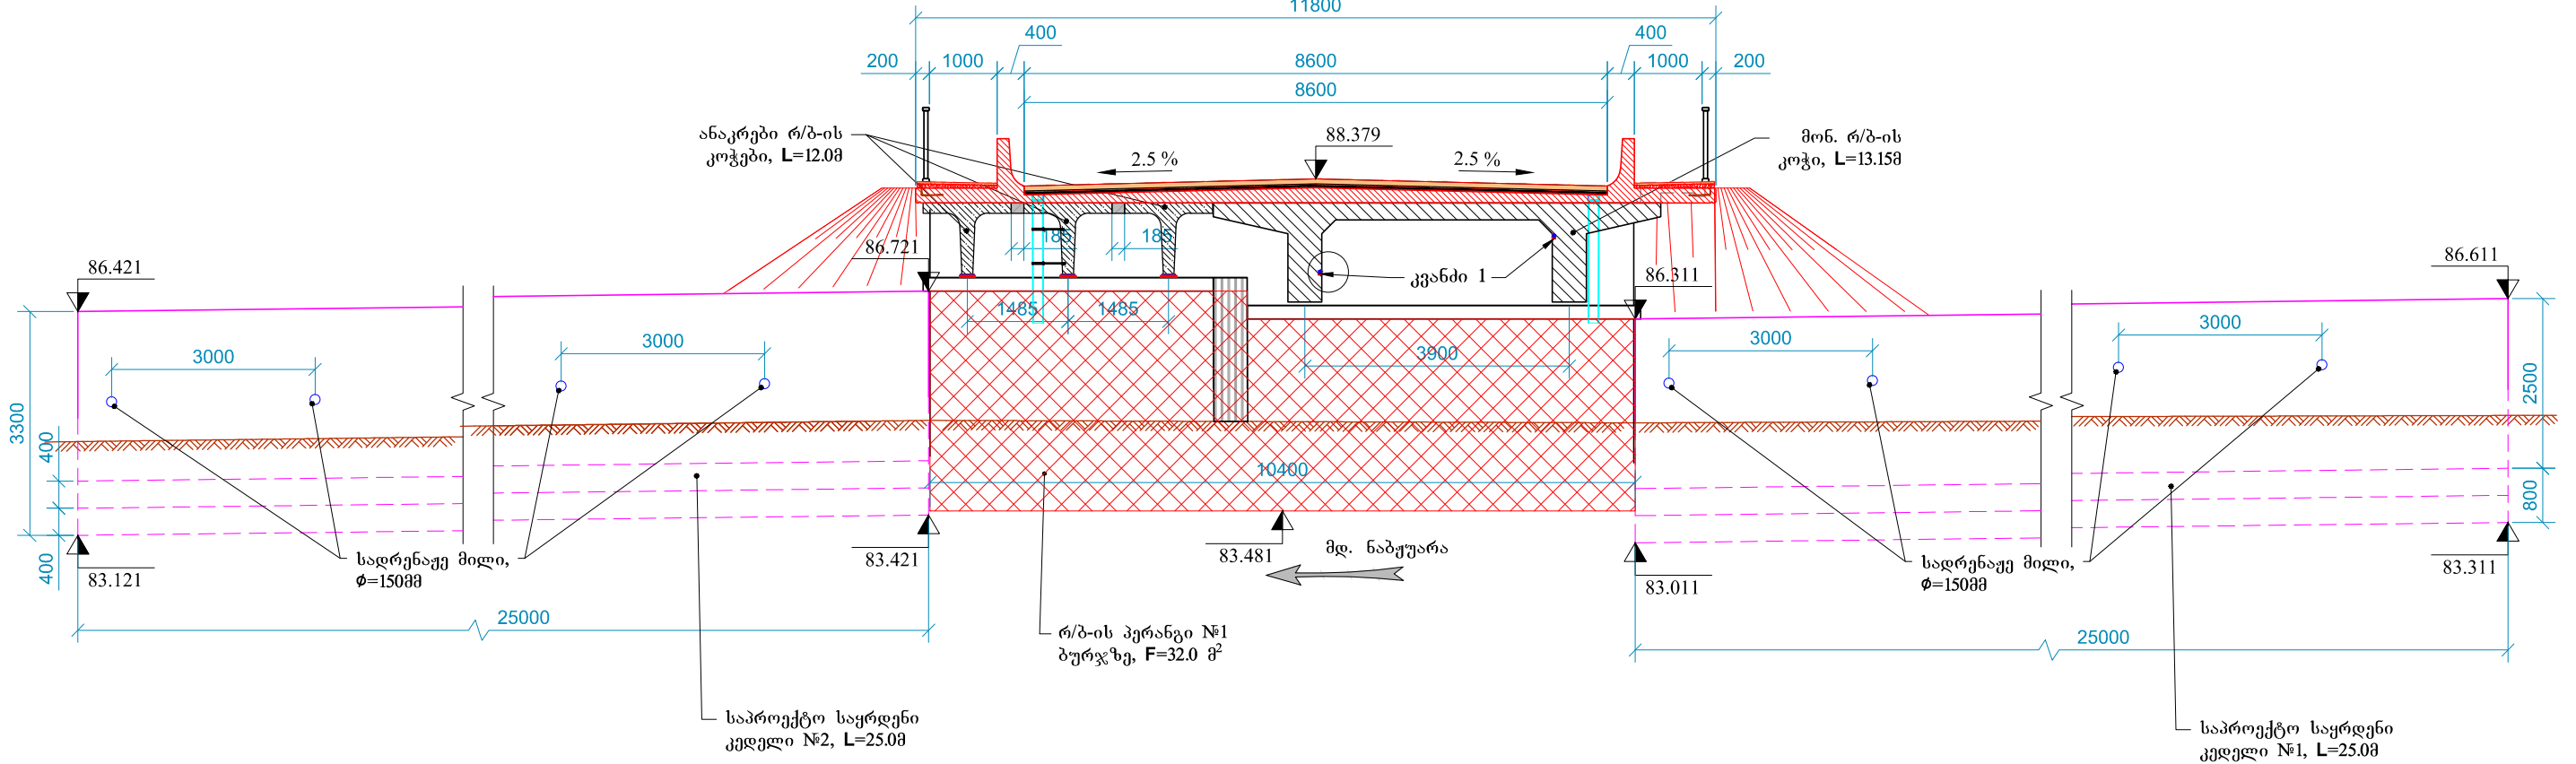 11800
400
400
200
1000
8600
1000
200
8600
ანაკრები რ/ბ-ის
კოჭები, L=12.0მ
88.379
მონ. რ/ბ-ის
კოჭი, L=13.15მ
2.5 %
2.5 %
185
185
86.721
86.421
კვანძი 1
86.311
86.611
1485
1485
3000
3000
3900
3000
3000
3300
400
400
2500
800
10400
83.121
სადრენაჟე მილი,
Ø=150მმ
83.421
83.481
მდ. ნაბჟუარა
83.011
სადრენაჟე მილი,
Ø=150მმ
83.311
25000
25000
რ/ბ-ის პერანგი №1
ბურჯზე, F=32.0 მ²
საპროექტო საყრდენი
კედელი №2, L=25.0მ
საპროექტო საყრდენი
კედელი №1, L=25.0მ